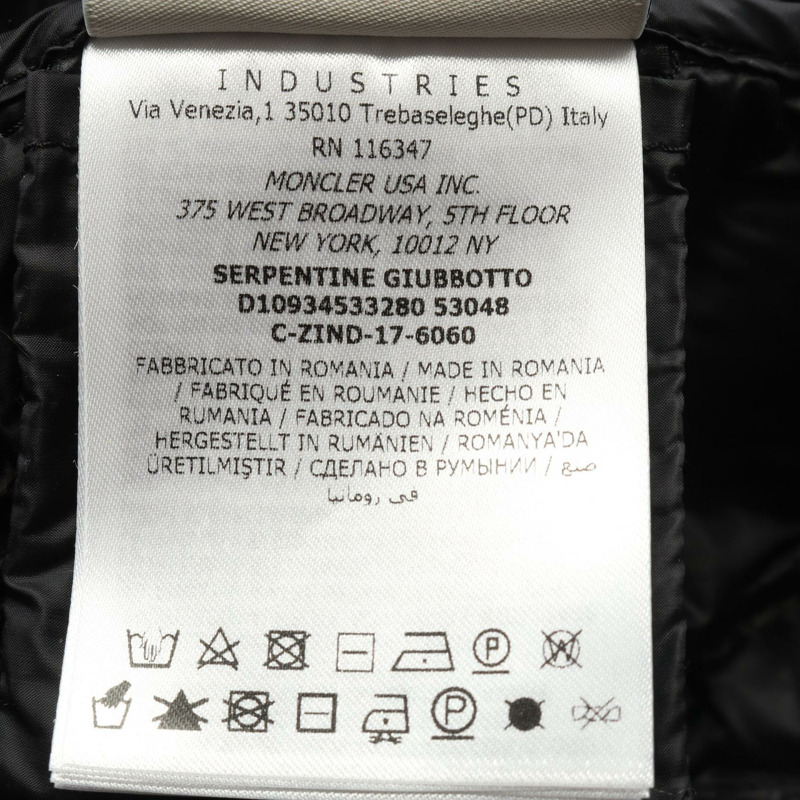 INDUSTRIES
Via Venezia,1 35010 Trebaseleghe(PD) Italy
RN 116347
MONCLER USA INC.
375 WEST BROADWAY, 5TH FLOOR
NEW YORK, 10012 NY
SERPENTINE GIUBBOTTO
D10934533280 53048
C-ZIND-17-6060
FABBRICATO IN ROMANIA / MADE IN ROMANIA
/ FABRIQUÉ EN ROUMANIE / HECHO EN
RUMANIA / FABRICADO NA ROMÉNIA /
HERGESTELLT IN RUMÄNIEN / ROMANYA'DA
ÜRETILMIŞTIR / СДЕЛАНО В РУМЫНИИ / صنع
في رومانيا
P W
P